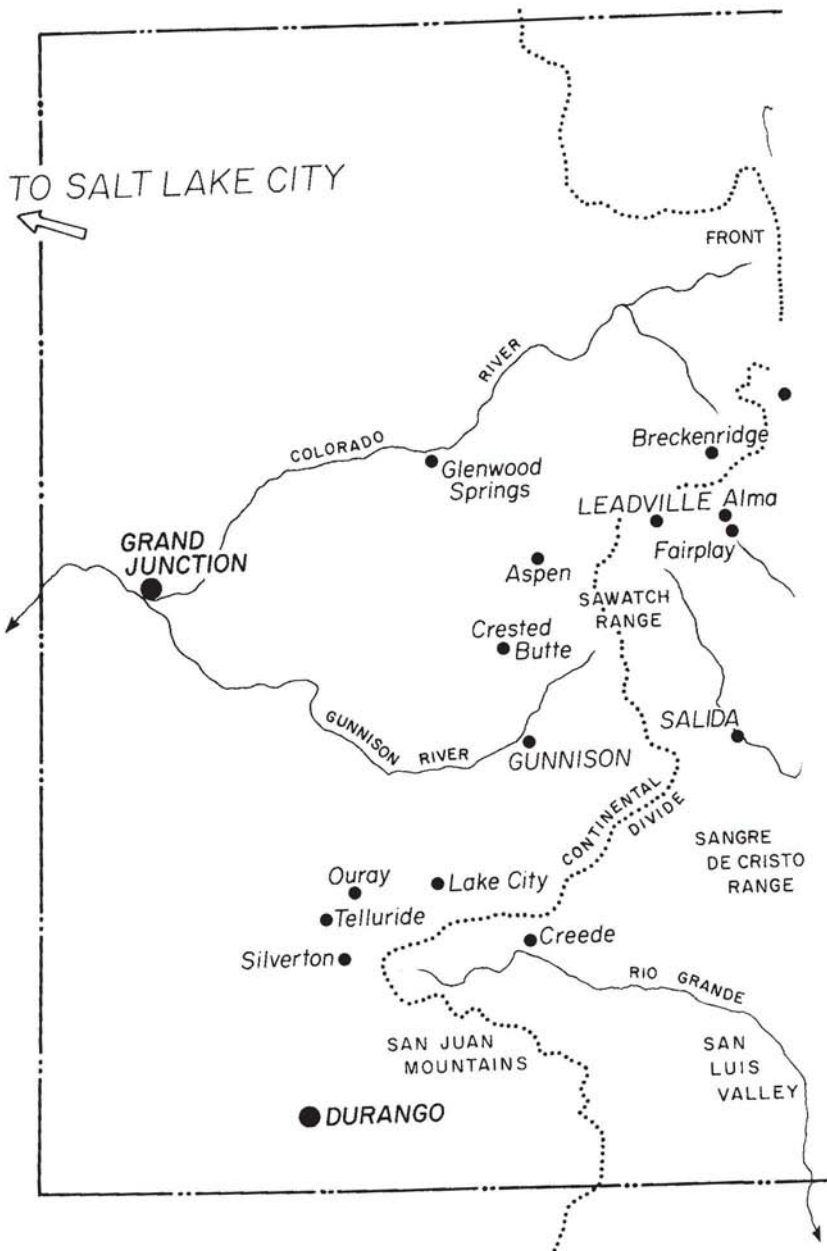 TO SALT LAKE CITY
FRONT
RIVER
COLORADO
Breckenridge
Glenwood
Springs
LEADVILLE
Alma
Fairplay
GRAND
JUNCTION
Aspen
SAWATCH
RANGE
Crested
Butte
GUNNISON
RIVER
GUNNISON
SALIDA
CONTINENTAL
DIVIDE
SANGRE
DE CRISTO
RANGE
Ouray
Lake City
Telluride
Silverton
Creede
RIO GRANDE
SAN JUAN
MOUNTAINS
SAN
LUIS
VALLEY
DURANGO